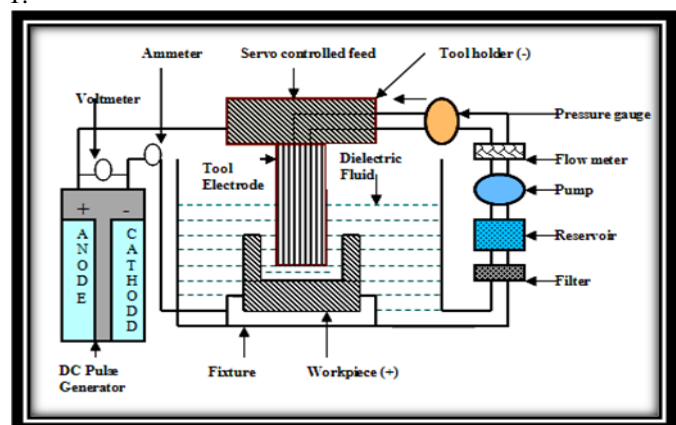 1.
Ammeter
Servo controlled feed
Tool holder (-)
Voltmeter
Pressure gauge
Tool
Electrode
Dielectric
Fluid
Flow meter
Pump
+ -
A
N
O
D
E
C
A
T
H
O
D
D
Reservoir
Filter
DC Pulse
Generator
Fixture
Workpiece (+)